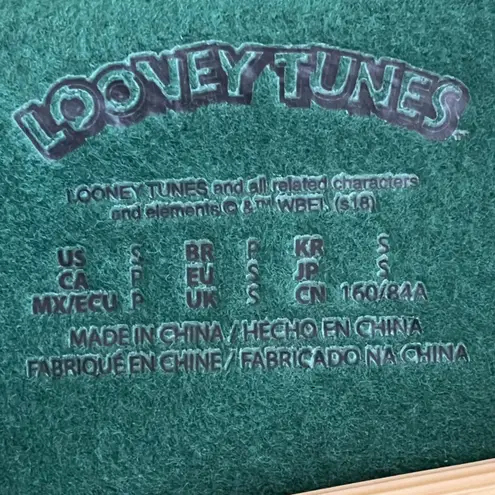 LOONEY TUNES™
LOONEY TUNES and all related characters
and elements © & ™ WBEI. (s18)
US S BR P KR S
CA P EU S JP S
MX/ECU P UK S CN 160/84A
MADE IN CHINA / HECHO EN CHINA
FABRIQUÉ EN CHINE / FABRICADO NA CHINA